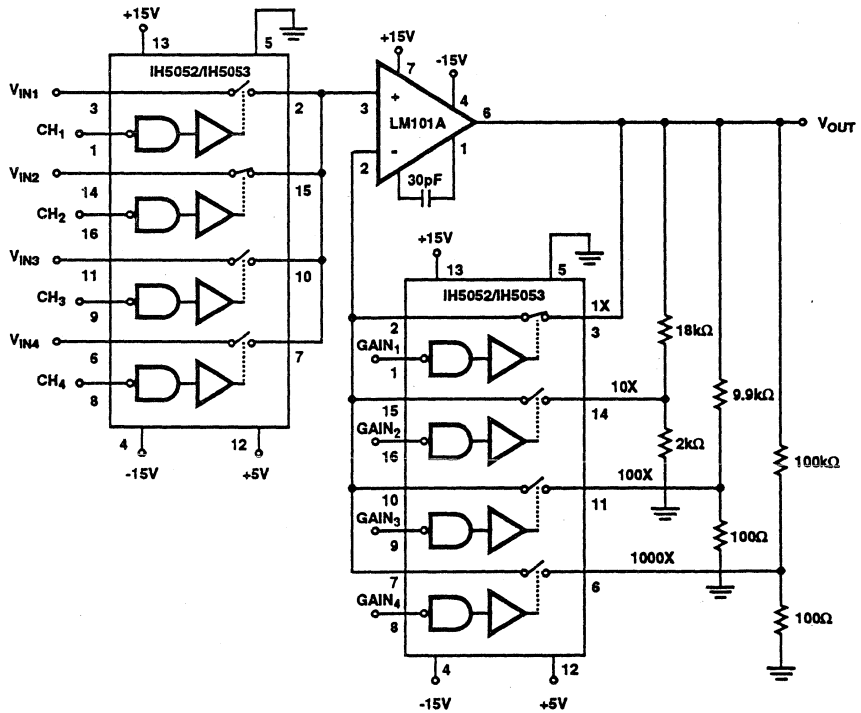 +15V
13
5
IH5052/IH5053
VIN1
3
2
CH1
1
VIN2
14
15
CH2
16
VIN3
11
10
CH3
9
VIN4
6
7
CH4
8
4
12
-15V
+5V
+15V
7
-15V
4
3
+
LM101A
6
VOUT
-
2
1
30pF
+15V
13
5
IH5052/IH5053
1X
2
3
GAIN1
1
18kΩ
10X
15
14
GAIN2
16
2kΩ
9.9kΩ
100X
10
11
GAIN3
9
100Ω
100kΩ
1000X
7
6
GAIN4
8
100Ω
4
12
-15V
+5V